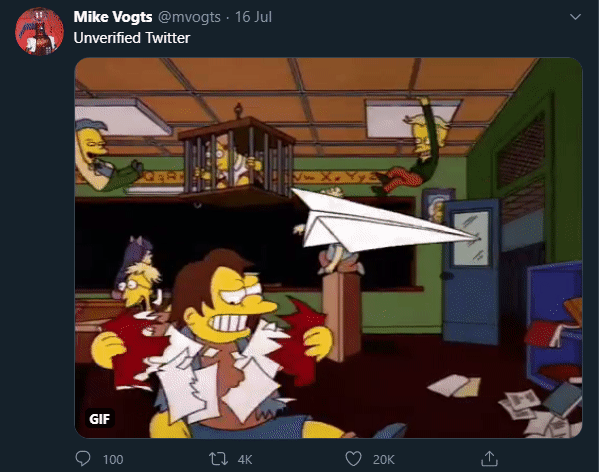 Mike Vogts @mvogts · 16 Jul
Unverified Twitter
Q R
V W X Y Z
GIF
100
4K
20K